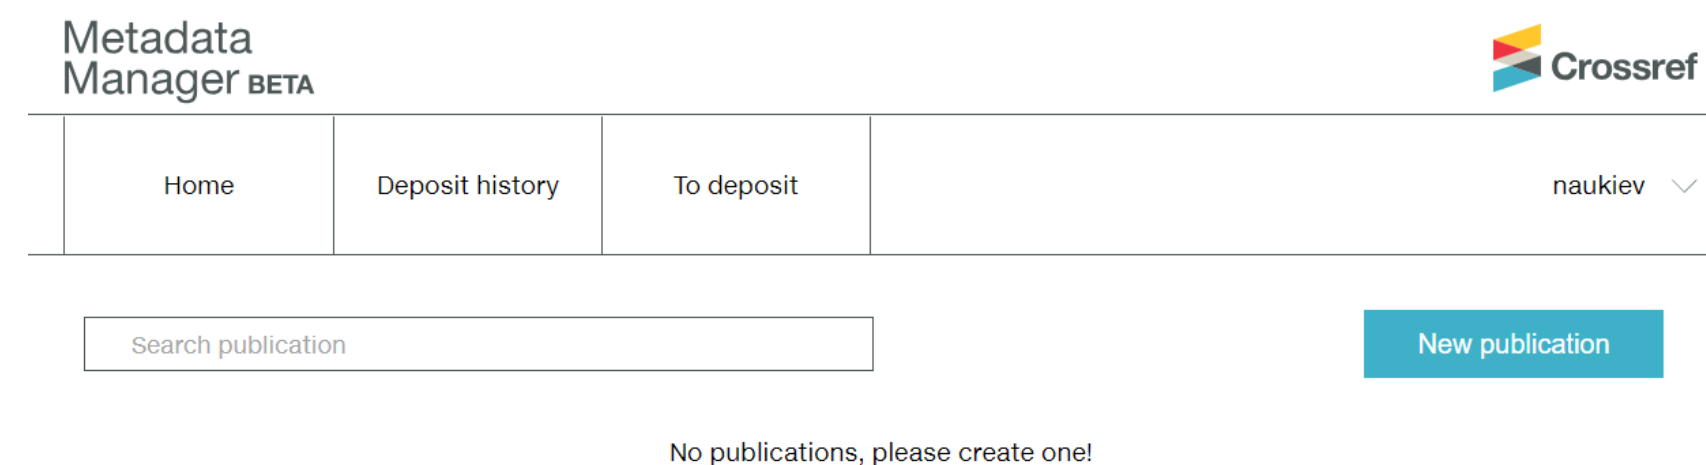 Metadata
Manager BETA
Crossref
Home
Deposit history
To deposit
naukiev
Search publication
New publication
No publications, please create one!